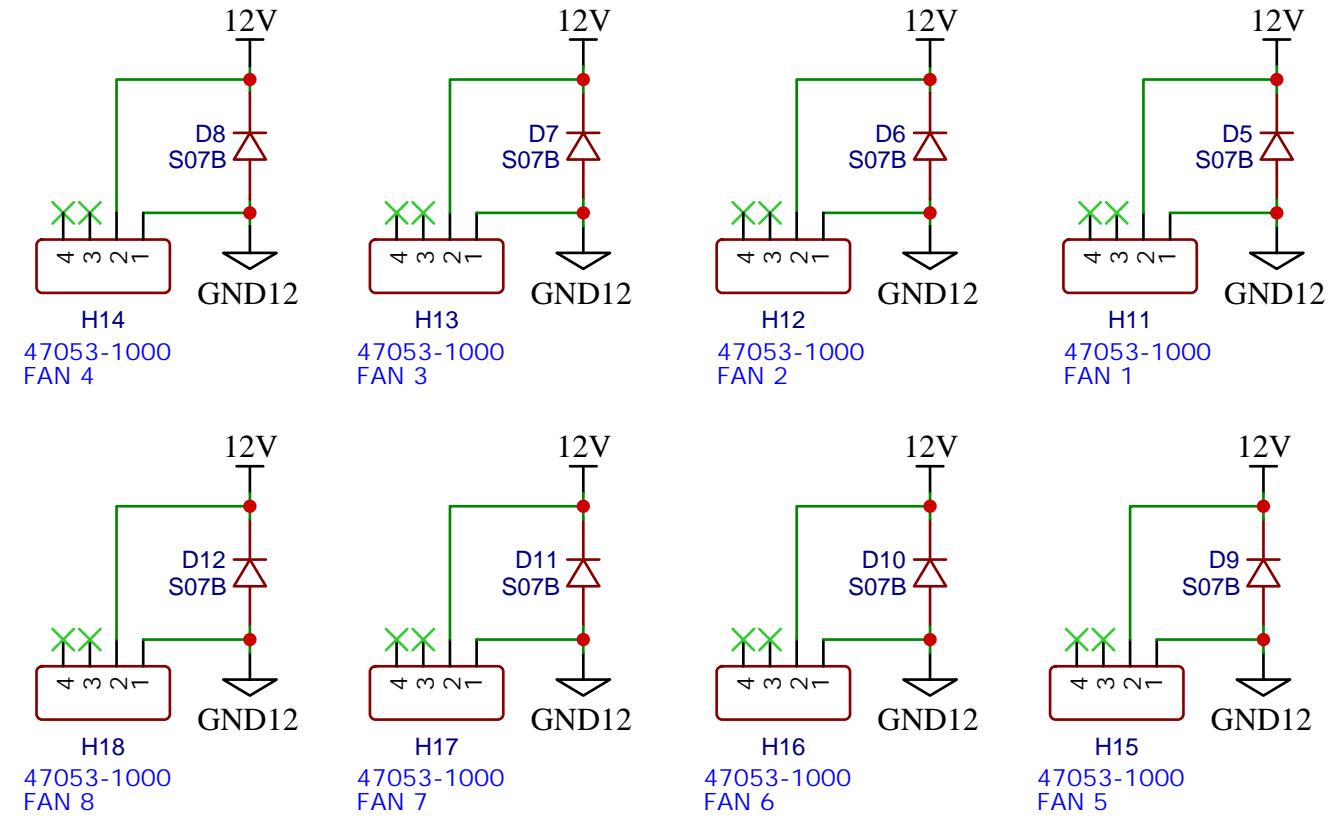 12V
12V
12V
12V
D8
S07B
D7
S07B
D6
S07B
D5
S07B
4 3 2 1
4 3 2 1
4 3 2 1
4 3 2 1
GND12
GND12
GND12
GND12
H14
47053-1000
FAN 4
H13
47053-1000
FAN 3
H12
47053-1000
FAN 2
H11
47053-1000
FAN 1
12V
12V
12V
12V
D12
S07B
D11
S07B
D10
S07B
D9
S07B
4 3 2 1
4 3 2 1
4 3 2 1
4 3 2 1
GND12
GND12
GND12
GND12
H18
47053-1000
FAN 8
H17
47053-1000
FAN 7
H16
47053-1000
FAN 6
H15
47053-1000
FAN 5